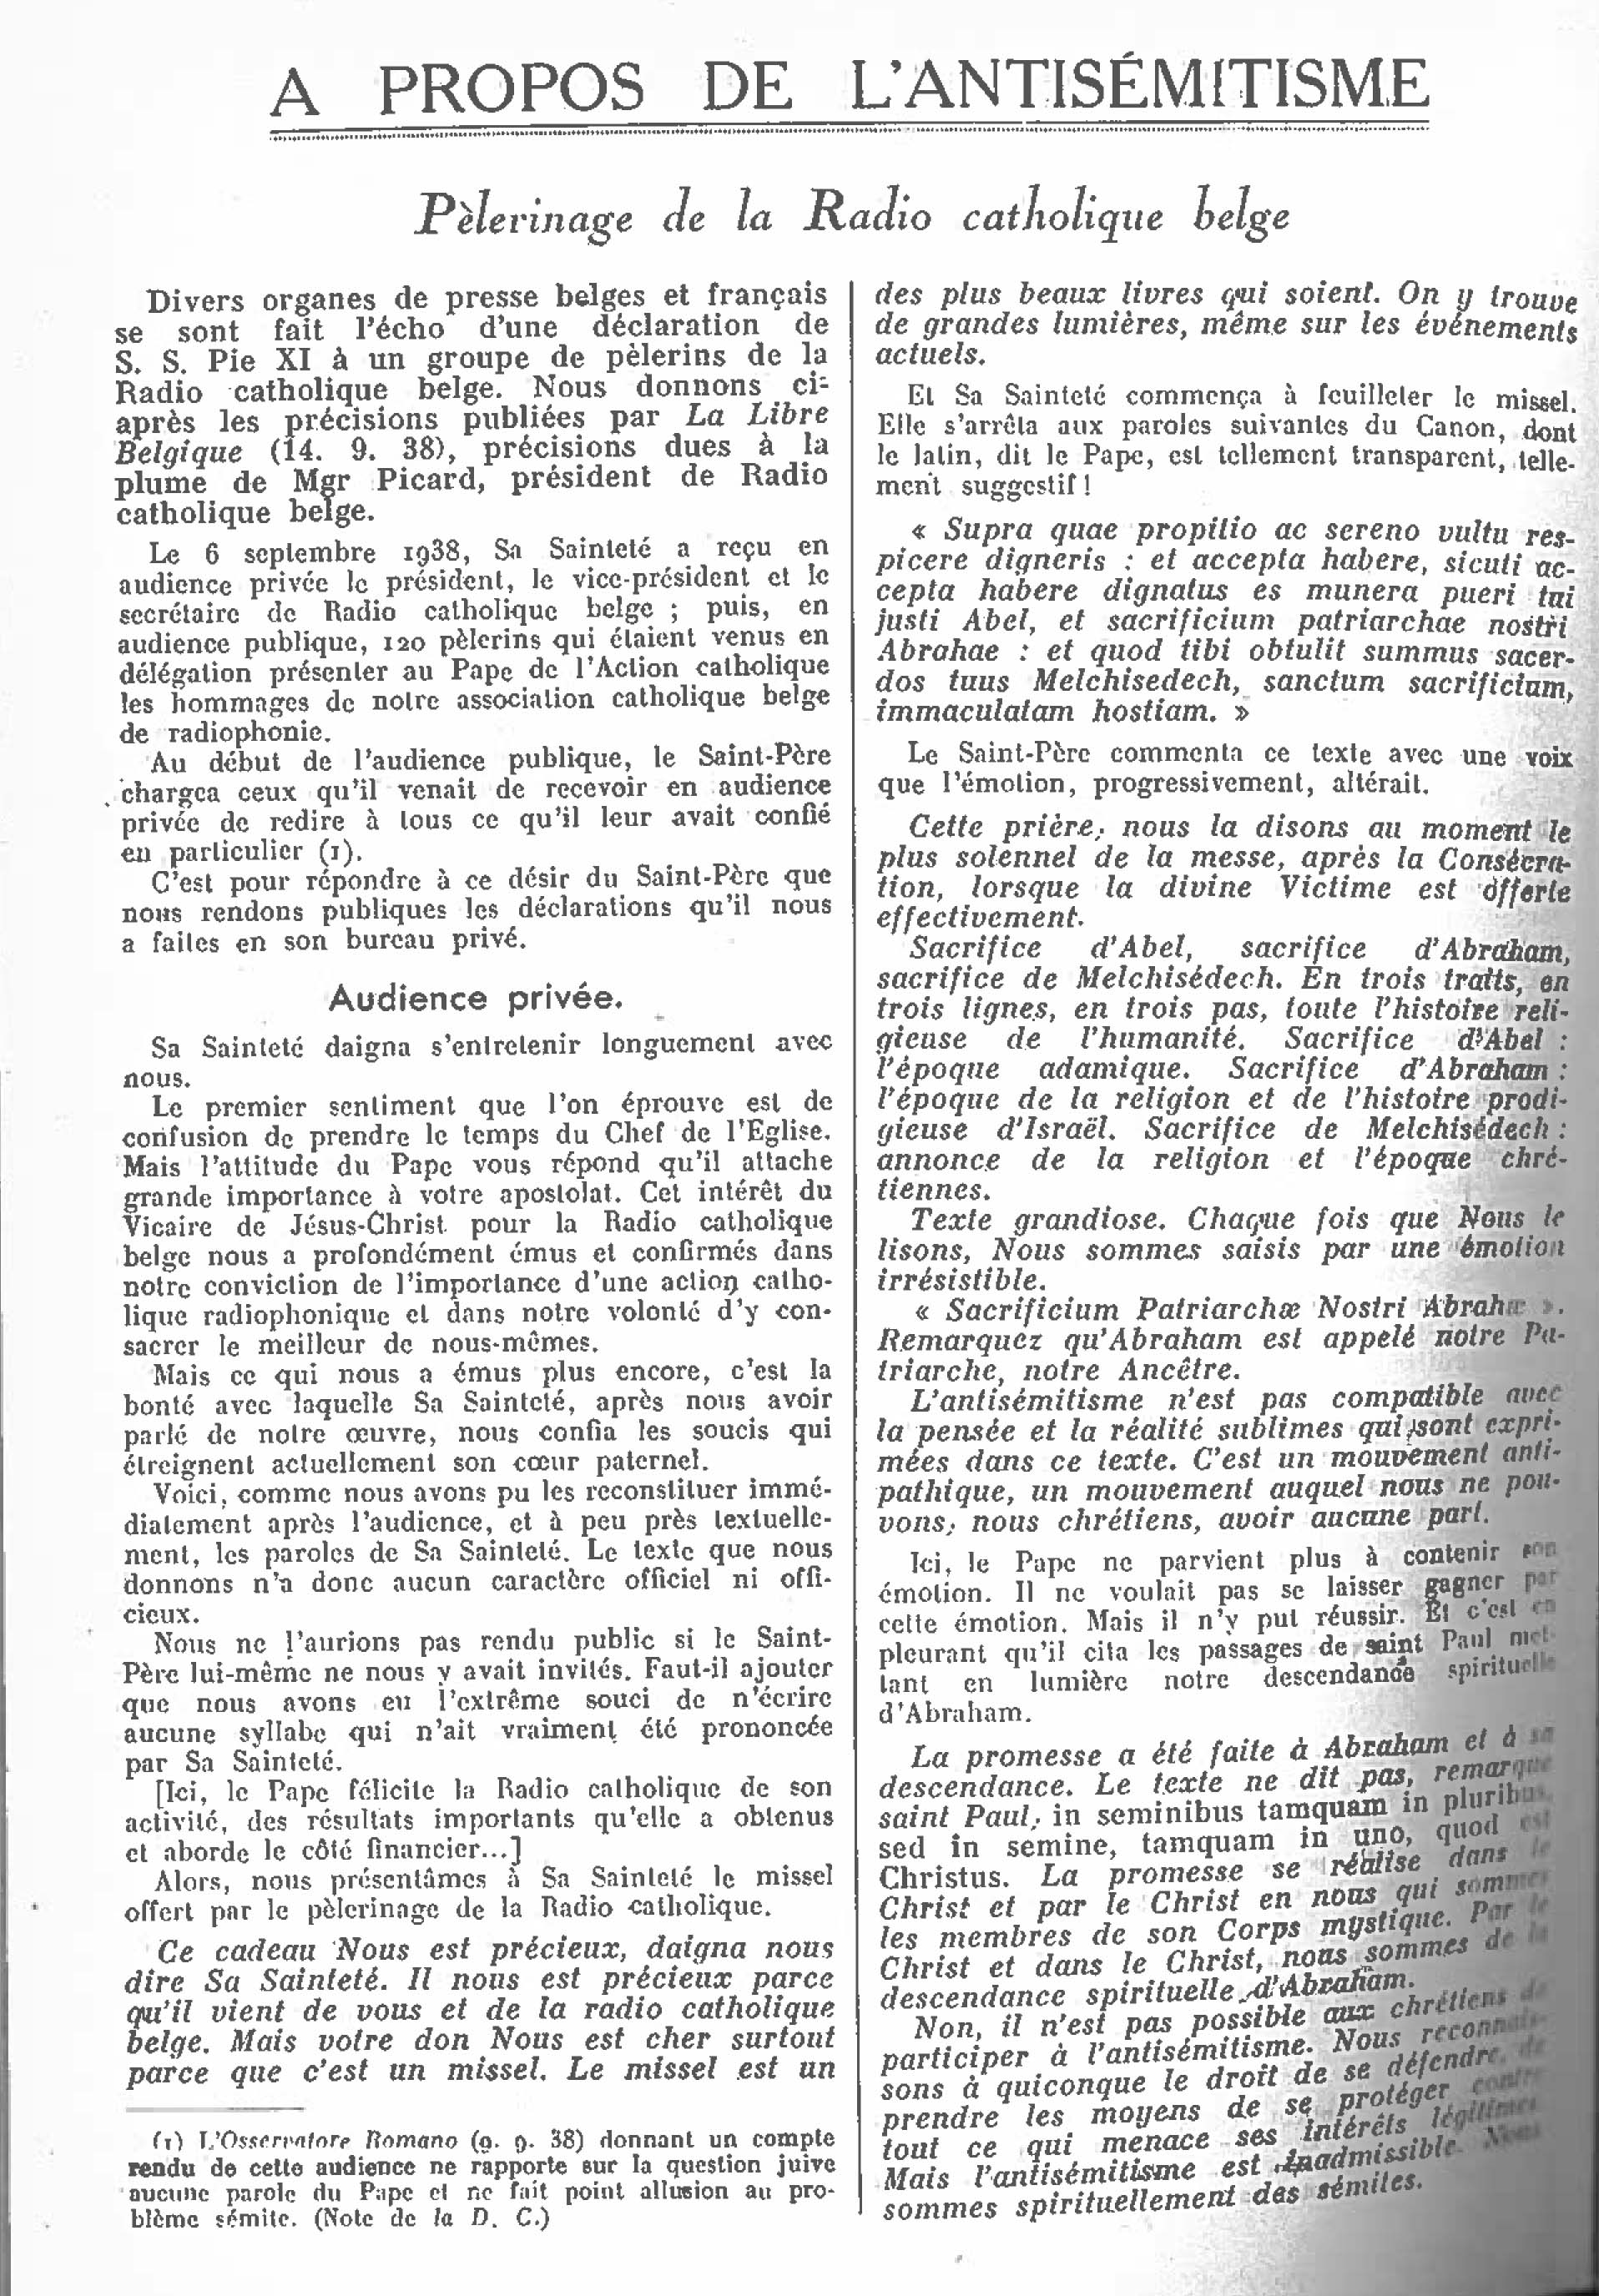 A PROPOS DE L'ANTISÉMITISME
Pèlerinage de la Radio catholique belge
Divers organes de presse belges et français
se sont fait l'écho d'une déclaration de
S. S. Pie XI à un groupe de pèlerins de la
Radio catholique belge. Nous donnons ci-
après les précisions publiées par La Libre
Belgique (14. 9. 38), précisions dues à la
plume de Mgr Picard, président de Radio
catholique belge.
Le 6 septembre 1938, Sa Sainteté a reçu en
audience privée le président, le vice-président et le
secrétaire de Radio catholique belge ; puis, en
audience publique, 120 pèlerins qui étaient venus en
délégation présenter au Pape de l'Action catholique
les hommages de notre association catholique belge
de radiophonie.
Au début de l'audience publique, le Saint-Père
chargea ceux qu'il venait de recevoir en audience
privée de redire à tous ce qu'il leur avait confié
en particulier (1).
C'est pour répondre à ce désir du Saint-Père que
nous rendons publiques les déclarations qu'il nous
a faites en son bureau privé.
Audience privée.
Sa Sainteté daigna s'entretenir longuement avec
nous.
Le premier sentiment que l'on éprouve est de
confusion de prendre le temps du Chef de l'Eglise.
Mais l'attitude du Pape vous répond qu'il attache
grande importance à votre apostolat. Cet intérêt du
Vicaire de Jésus-Christ pour la Radio catholique
belge nous a profondément émus et confirmés dans
notre conviction de l'importance d'une action catho-
lique radiophonique et dans notre volonté d'y con-
sacrer le meilleur de nous-mêmes.
Mais ce qui nous a émus plus encore, c'est la
bonté avec laquelle Sa Sainteté, après nous avoir
parlé de notre œuvre, nous confia les soucis qui
étreignent actuellement son cœur paternel.
Voici, comme nous avons pu les reconstituer immé-
diatement après l'audience, et à peu près textuelle-
ment, les paroles de Sa Sainteté. Le texte que nous
donnons n'a donc aucun caractère officiel ni offi-
cieux.
Nous ne l'aurions pas rendu public si le Saint-
Père lui-même ne nous y avait invités. Faut-il ajouter
que nous avons eu l'extrême souci de n'écrire
aucune syllabe qui n'ait vraiment été prononcée
par Sa Sainteté.
[Ici, le Pape félicite la Radio catholique de son
activité, des résultats importants qu'elle a obtenus
et aborde le côté financier...]
Alors, nous présentâmes à Sa Sainteté le missel
offert par le pèlerinage de la Radio catholique.
Ce cadeau Nous est précieux, daigna nous
dire Sa Sainteté. Il nous est précieux parce
qu'il vient de vous et de la radio catholique
belge. Mais votre don Nous est cher surtout
parce que c'est un missel. Le missel est un
(1) L'Osservatore Romano (9. 9. 38) donnant un compte
rendu de cette audience ne rapporte sur la question juive
aucune parole du Pape et ne fait point allusion au pro-
blème sémite. (Note de la D. C.)
des plus beaux livres qui soient. On y trouve
de grandes lumières, même sur les événements
actuels.
Et Sa Sainteté commença à feuilleter le missel.
Elle s'arrêta aux paroles suivantes du Canon, dont
le latin, dit le Pape, est tellement transparent, telle-
ment suggestif !
« Supra quae propitio ac sereno vultu res-
picere digneris : et accepta habere, sicuti ac-
cepta habere dignatus es munera pueri tui
justi Abel, et sacrificium patriarchae nostri
Abrahae : et quod tibi obtulit summus sacer-
dos tuus Melchisedech, sanctum sacrificium,
immaculatam hostiam. »
Le Saint-Père commenta ce texte avec une voix
que l'émotion, progressivement, altérait.
Cette prière, nous la disons au moment le
plus solennel de la messe, après la Consécra-
tion, lorsque la divine Victime est offerte
effectivement.
Sacrifice d'Abel, sacrifice d'Abraham,
sacrifice de Melchisédech. En trois traits, en
trois lignes, en trois pas, toute l'histoire reli-
gieuse de l'humanité. Sacrifice d'Abel :
l'époque adamique. Sacrifice d'Abraham :
l'époque de la religion et de l'histoire prodi-
gieuse d'Israël. Sacrifice de Melchisédech :
annonce de la religion et l'époque chré-
tiennes.
Texte grandiose. Chaque fois que Nous le
lisons, Nous sommes saisis par une émotion
irrésistible.
« Sacrificium Patriarchæ Nostri Abrahæ ».
Remarquez qu'Abraham est appelé notre Pa-
triarche, notre Ancêtre.
L'antisémitisme n'est pas compatible avec
la pensée et la réalité sublimes qui sont expri-
mées dans ce texte. C'est un mouvement anti-
pathique, un mouvement auquel nous ne pou-
vons, nous chrétiens, avoir aucune part.
Ici, le Pape ne parvient plus à contenir son
émotion. Il ne voulait pas se laisser gagner par
cette émotion. Mais il n'y put réussir. Et c'est en
pleurant qu'il cita les passages de saint Paul met-
tant en lumière notre descendance spirituelle
d'Abraham.
La promesse a été faite à Abraham et à sa
descendance. Le texte ne dit pas, remarque
saint Paul, in seminibus tamquam in pluribus,
sed in semine, tamquam in uno, quod est
Christus. La promesse se réalise dans le
Christ et par le Christ en nous qui sommes
les membres de son Corps mystique. Par le
Christ et dans le Christ, nous sommes de la
descendance spirituelle d'Abraham.
Non, il n'est pas possible aux chrétiens de
participer à l'antisémitisme. Nous reconnais-
sons à quiconque le droit de se défendre, de
prendre les moyens de se protéger contre
tout ce qui menace ses intérêts légitimes.
Mais l'antisémitisme est inadmissible. Nous
sommes spirituellement des sémites.